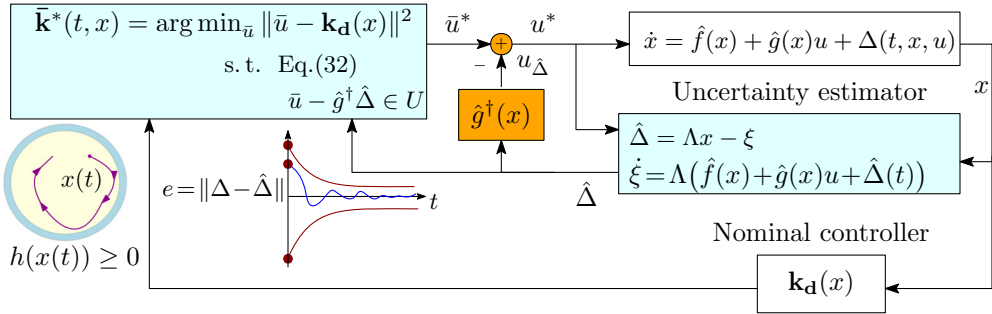 k̄*(t, x) = arg min_ū ‖ū − k_d(x)‖²
s. t. Eq.(32)
ū − ĝ†Δ̂ ∈ U
ū*
u*
+
−
u_Δ̂
ĝ†(x)
ẋ = f̂(x) + ĝ(x)u + Δ(t, x, u)
x
Uncertainty estimator
Δ̂ = Λx − ξ
ξ̇ = Λ(f̂(x)+ĝ(x)u+Δ̂(t))
Δ̂
x(t)
h(x(t)) ≥ 0
e = ‖Δ−Δ̂‖
t
Nominal controller
k_d(x)